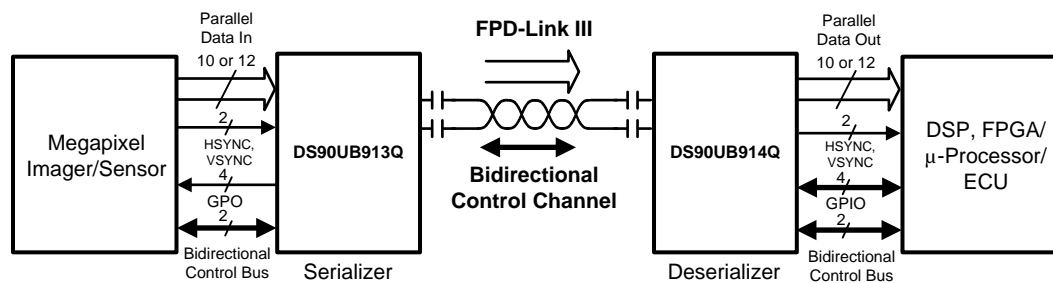 Parallel
Data In
10 or 12
2
HSYNC,
VSYNC
4
GPO
2
Bidirectional
Control Bus
Megapixel
Imager/Sensor
DS90UB913Q
Serializer
FPD-Link III
Bidirectional
Control Channel
DS90UB914Q
Deserializer
Parallel
Data Out
10 or 12
2
HSYNC,
VSYNC
4
GPIO
2
Bidirectional
Control Bus
DSP, FPGA/
μ-Processor/
ECU